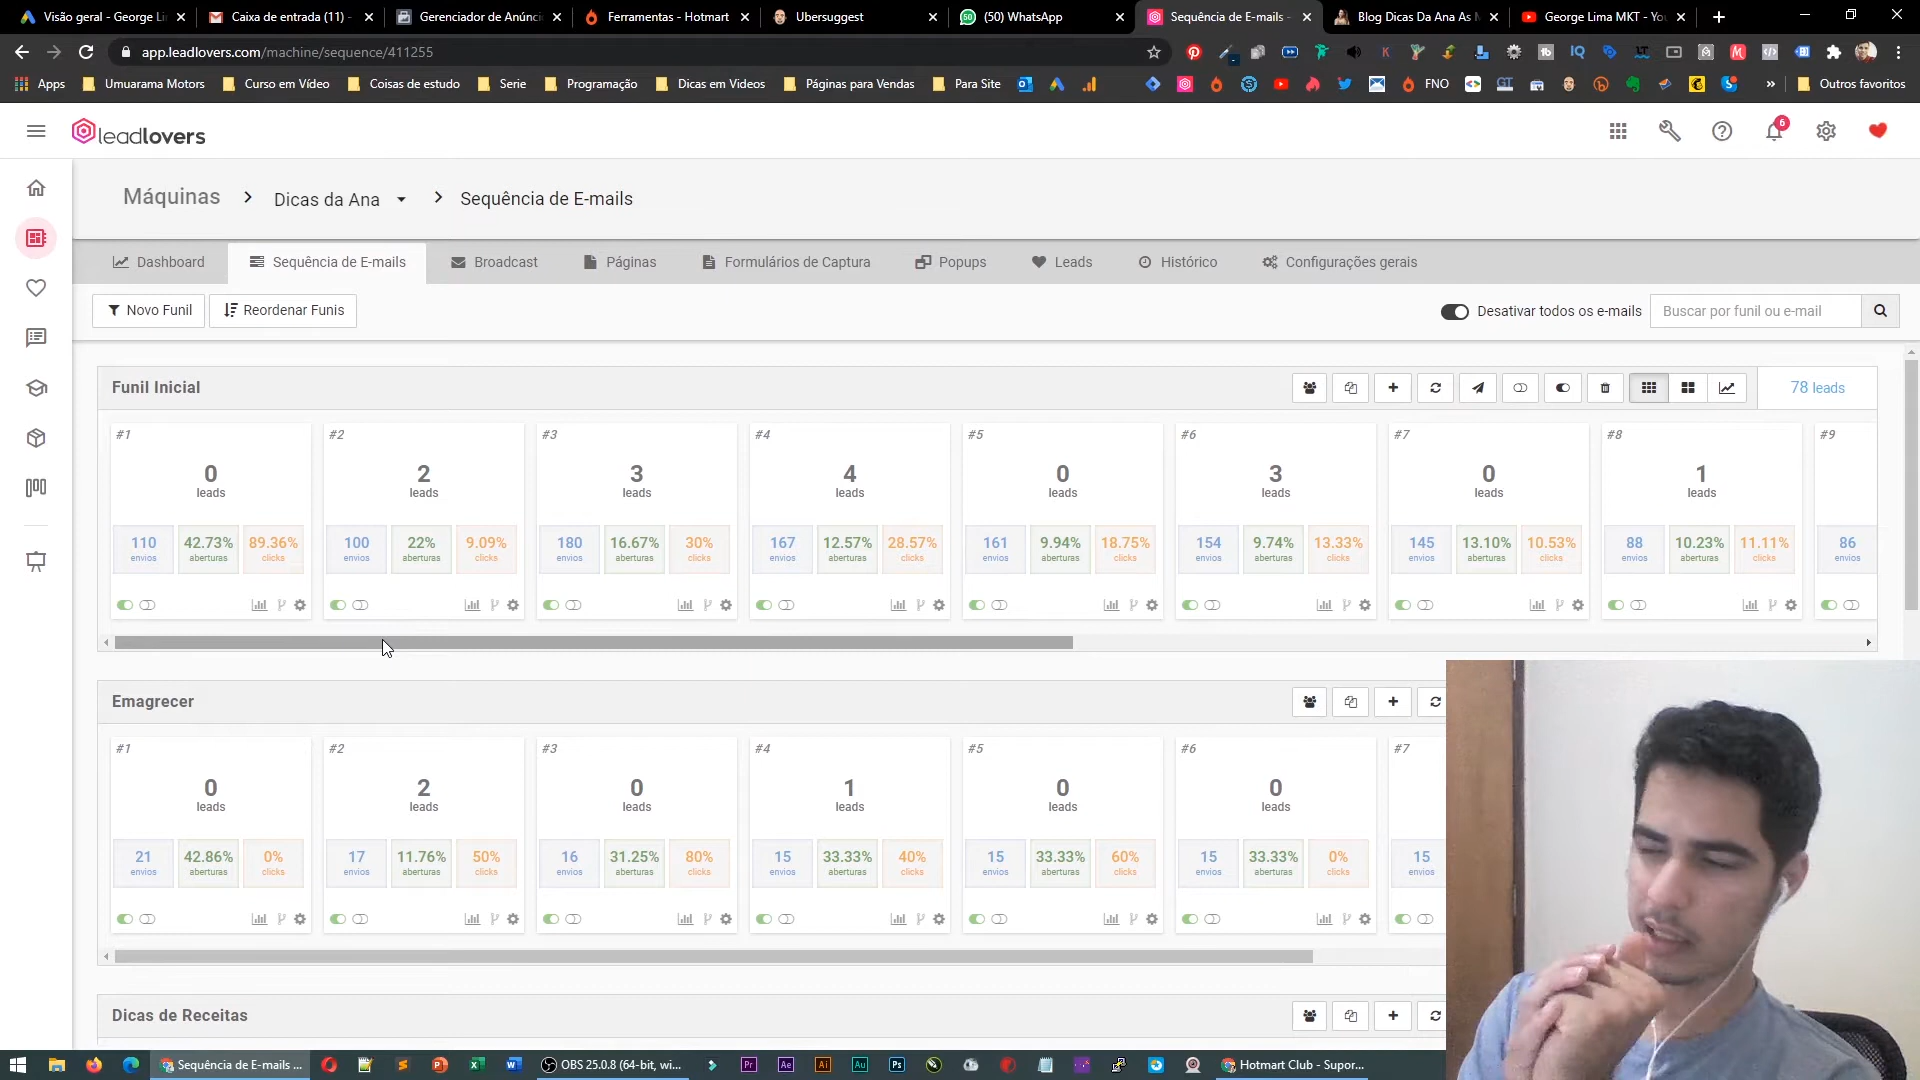 Visão geral - George Li
Caixa de entrada (11) -
Gerenciador de Anúnci
Ferramentas - Hotmart
Ubersuggest
(50) WhatsApp
Sequência de E-mails -
Blog Dicas Da Ana As M
George Lima MKT - Yo
app.leadlovers.com/machine/sequence/411255
Apps
Umuarama Motors
Curso em Vídeo
Coisas de estudo
Serie
Programação
Dicas em Videos
Páginas para Vendas
Para Site
FNO
GT
Outros favoritos
leadlovers
6
Máquinas > Dicas da Ana > Sequência de E-mails
Dashboard
Sequência de E-mails
Broadcast
Páginas
Formulários de Captura
Popups
Leads
Histórico
Configurações gerais
Novo Funil
Reordenar Funis
Desativar todos os e-mails
Buscar por funil ou e-mail
Funil Inicial
78 leads
#1 #2 #3 #4 #5 #6 #7 #8 #9
0 2 3 4 0 3 0 1
leads leads leads leads leads leads leads leads
110 42.73% 89.36% 100 22% 9.09% 180 16.67% 30% 167 12.57% 28.57% 161 9.94% 18.75% 154 9.74% 13.33% 145 13.10% 10.53% 88 10.23% 11.11% 86
envios aberturas clicks envios aberturas clicks envios aberturas clicks envios aberturas clicks envios aberturas clicks envios aberturas clicks envios aberturas clicks envios aberturas clicks envios
Emagrecer
#1 #2 #3 #4 #5 #6 #7
0 2 0 1 0 0
leads leads leads leads leads leads
21 42.86% 0% 17 11.76% 50% 16 31.25% 80% 15 33.33% 40% 15 33.33% 60% 15 33.33% 0% 15
envios aberturas clicks envios aberturas clicks envios aberturas clicks envios aberturas clicks envios aberturas clicks envios aberturas clicks envios
Dicas de Receitas
Sequência de E-mails ...
OBS 25.0.8 (64-bit, wi...
Pr
Ae
Ai
Au
Ps
Hotmart Club - Supor...